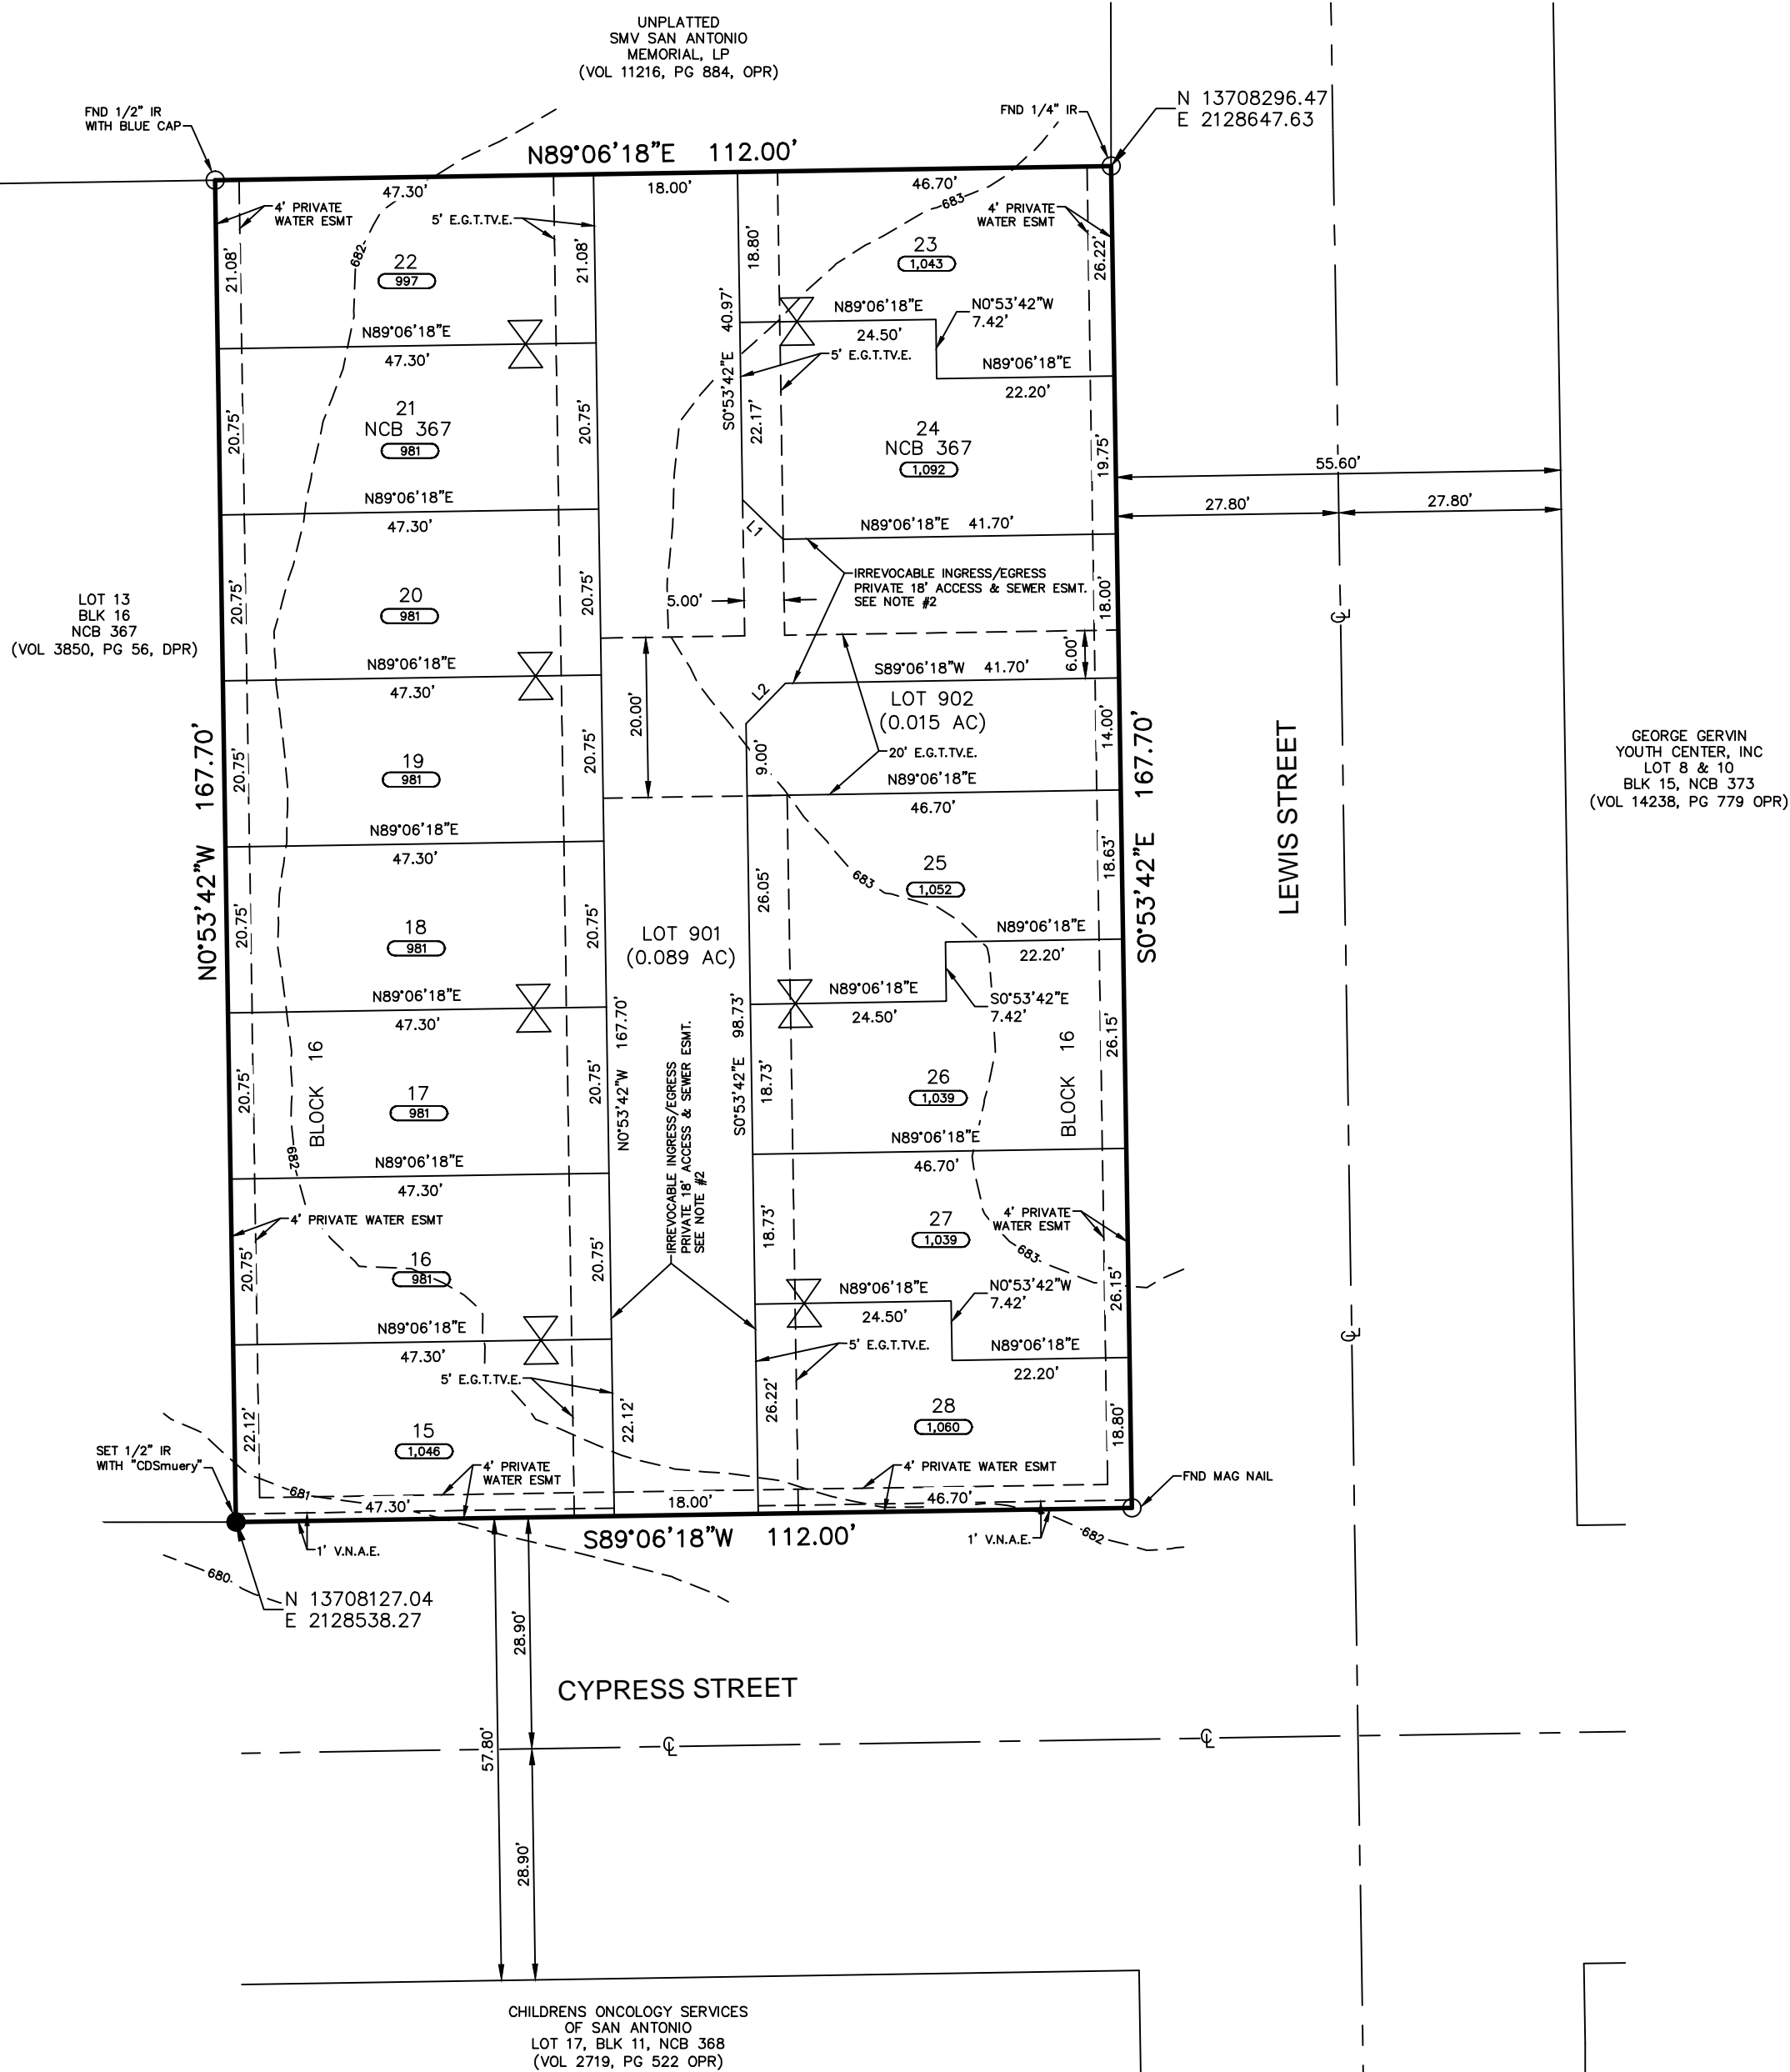 UNPLATTED
SMV SAN ANTONIO
MEMORIAL, LP
(VOL 11216, PG 884, OPR)
FND 1/2" IR
WITH BLUE CAP
FND 1/4" IR
N 13708296.47
E 2128647.63
N89°06'18"E 112.00'
47.30'
18.00'
46.70'
4' PRIVATE
WATER ESMT
5' E.G.T.TV.E.
683
4' PRIVATE
WATER ESMT
682
21.08'
22
997
21.08'
18.80'
23
1,043
26.22'
N89°06'18"E
47.30'
S0°53'42"E 40.97'
N89°06'18"E
24.50'
N0°53'42"W
7.42'
5' E.G.T.TV.E.
N89°06'18"E
22.20'
20.75'
21
NCB 367
981
20.75'
22.17'
24
NCB 367
1,092
19.75'
55.60'
27.80'
27.80'
N89°06'18"E
47.30'
L1
N89°06'18"E 41.70'
IRREVOCABLE INGRESS/EGRESS
PRIVATE 18' ACCESS & SEWER ESMT.
SEE NOTE #2
LOT 13
BLK 16
NCB 367
(VOL 3850, PG 56, DPR)
20.75'
20
981
20.75'
5.00'
18.00'
6.00'
N89°06'18"E
47.30'
S89°06'18"W 41.70'
L2
20.00'
LOT 902
(0.015 AC)
14.00'
20' E.G.T.TV.E.
9.00'
N89°06'18"E
46.70'
N0°53'42"W 167.70'
S0°53'42"E 167.70'
LEWIS STREET
GEORGE GERVIN
YOUTH CENTER, INC
LOT 8 & 10
BLK 15, NCB 373
(VOL 14238, PG 779 OPR)
20.75'
19
981
20.75'
N89°06'18"E
47.30'
683
26.05'
25
1,052
18.63'
20.75'
18
981
20.75'
LOT 901
(0.089 AC)
N89°06'18"E
22.20'
N89°06'18"E
47.30'
N89°06'18"E
24.50'
S0°53'42"E
7.42'
BLOCK 16
N0°53'42"W 167.70'
IRREVOCABLE INGRESS/EGRESS
PRIVATE 18' ACCESS & SEWER ESMT.
SEE NOTE #2
S0°53'42"E 98.73'
BLOCK 16
20.75'
17
981
20.75'
18.73'
26
1,039
26.15'
682
N89°06'18"E
47.30'
N89°06'18"E
46.70'
4' PRIVATE WATER ESMT
20.75'
16
981
20.75'
18.73'
27
1,039
4' PRIVATE
WATER ESMT
683
26.15'
N89°06'18"E
47.30'
N89°06'18"E
24.50'
N0°53'42"W
7.42'
5' E.G.T.TV.E.
N89°06'18"E
22.20'
5' E.G.T.TV.E.
22.12'
15
1,046
22.12'
26.22'
28
1,060
18.80'
SET 1/2" IR
WITH "CDSmuery"
4' PRIVATE
WATER ESMT
4' PRIVATE WATER ESMT
FND MAG NAIL
681
47.30'
18.00'
46.70'
S89°06'18"W 112.00'
1' V.N.A.E.
1' V.N.A.E.
682
680
N 13708127.04
E 2128538.27
28.90'
CYPRESS STREET
57.80'
28.90'
CHILDRENS ONCOLOGY SERVICES
OF SAN ANTONIO
LOT 17, BLK 11, NCB 368
(VOL 2719, PG 522 OPR)